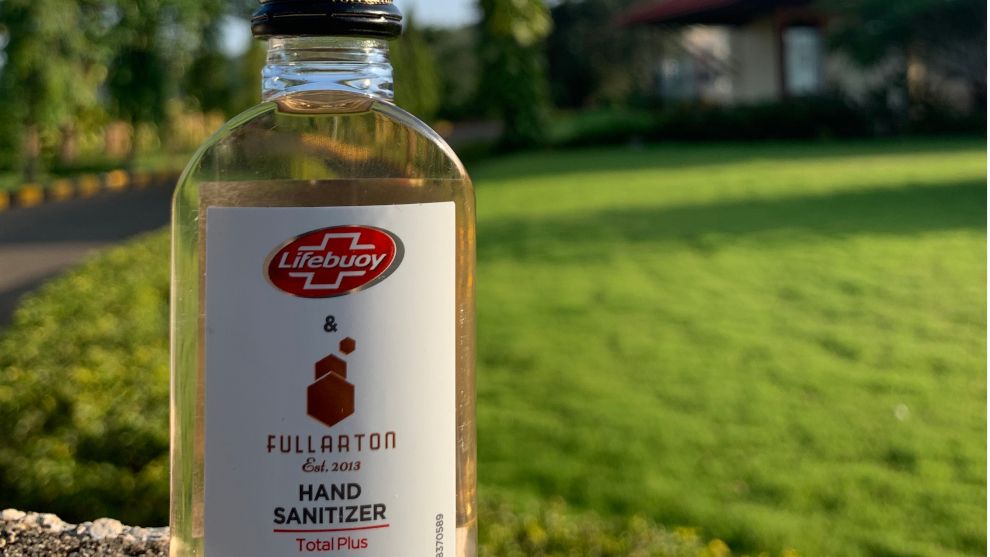 Lifebuoy
&
FULLARTON
Est. 2013
HAND
SANITIZER
Total Plus